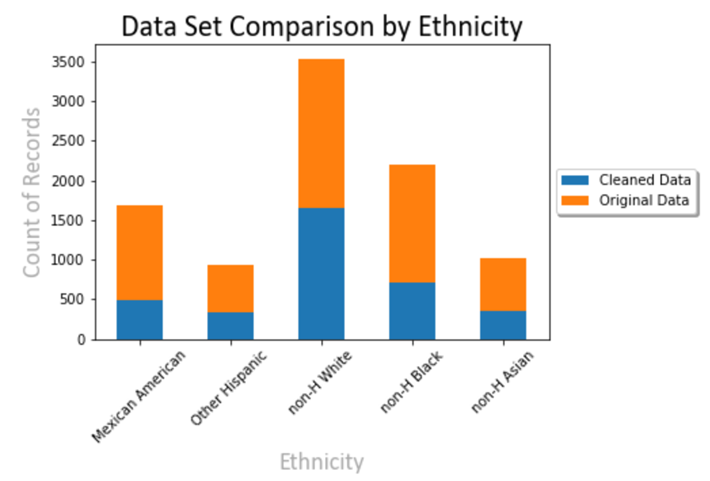 Data Set Comparison by Ethnicity
3500
3000
2500
2000
1500
1000
500
0
Count of Records
Mexican American
Other Hispanic
non-H White
non-H Black
non-H Asian
Ethnicity
Cleaned Data
Original Data